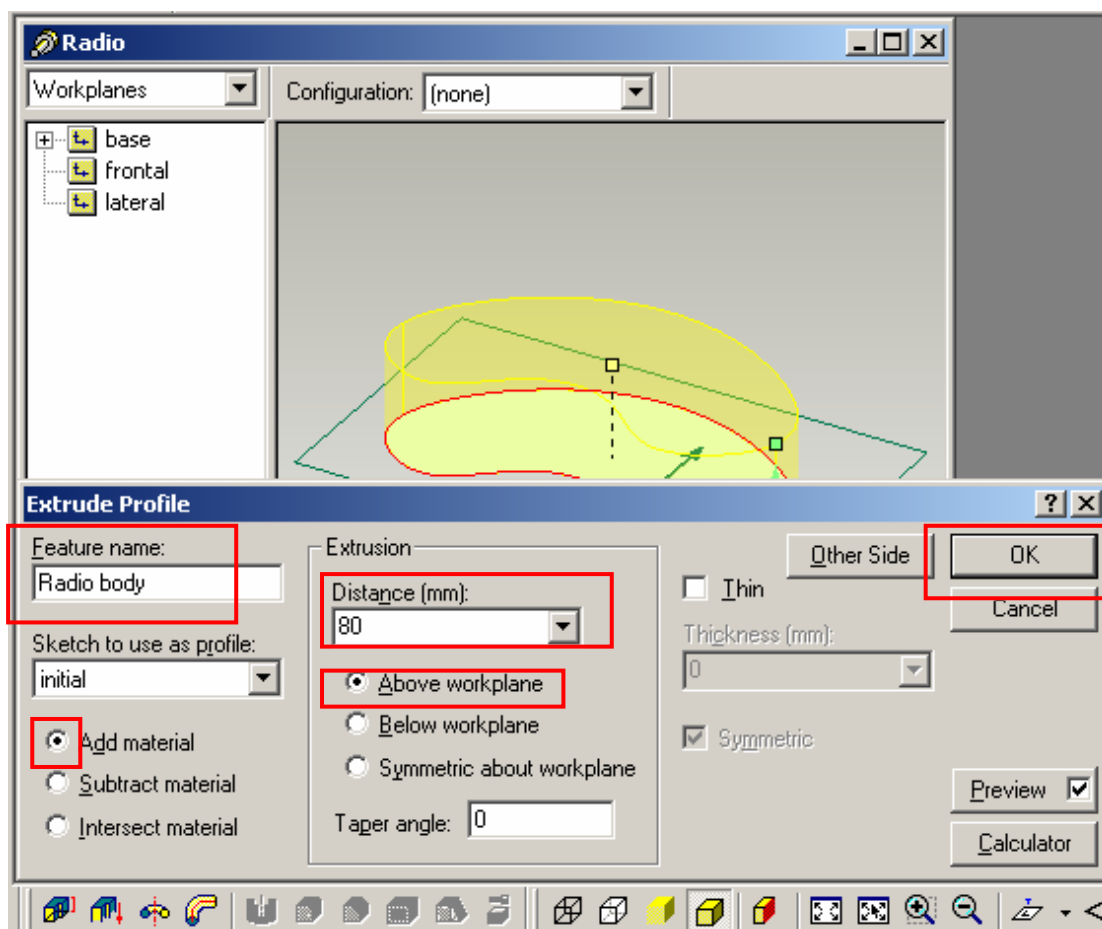 Radio
Workplanes
Configuration: (none)
base
frontal
lateral
Extrude Profile
Feature name:
Radio body
Sketch to use as profile:
initial
Add material
Subtract material
Intersect material
Extrusion
Distance (mm):
80
Above workplane
Below workplane
Symmetric about workplane
Taper angle: 0
Other Side
Thin
Thickness (mm):
0
Symmetric
OK
Cancel
Preview
Calculator